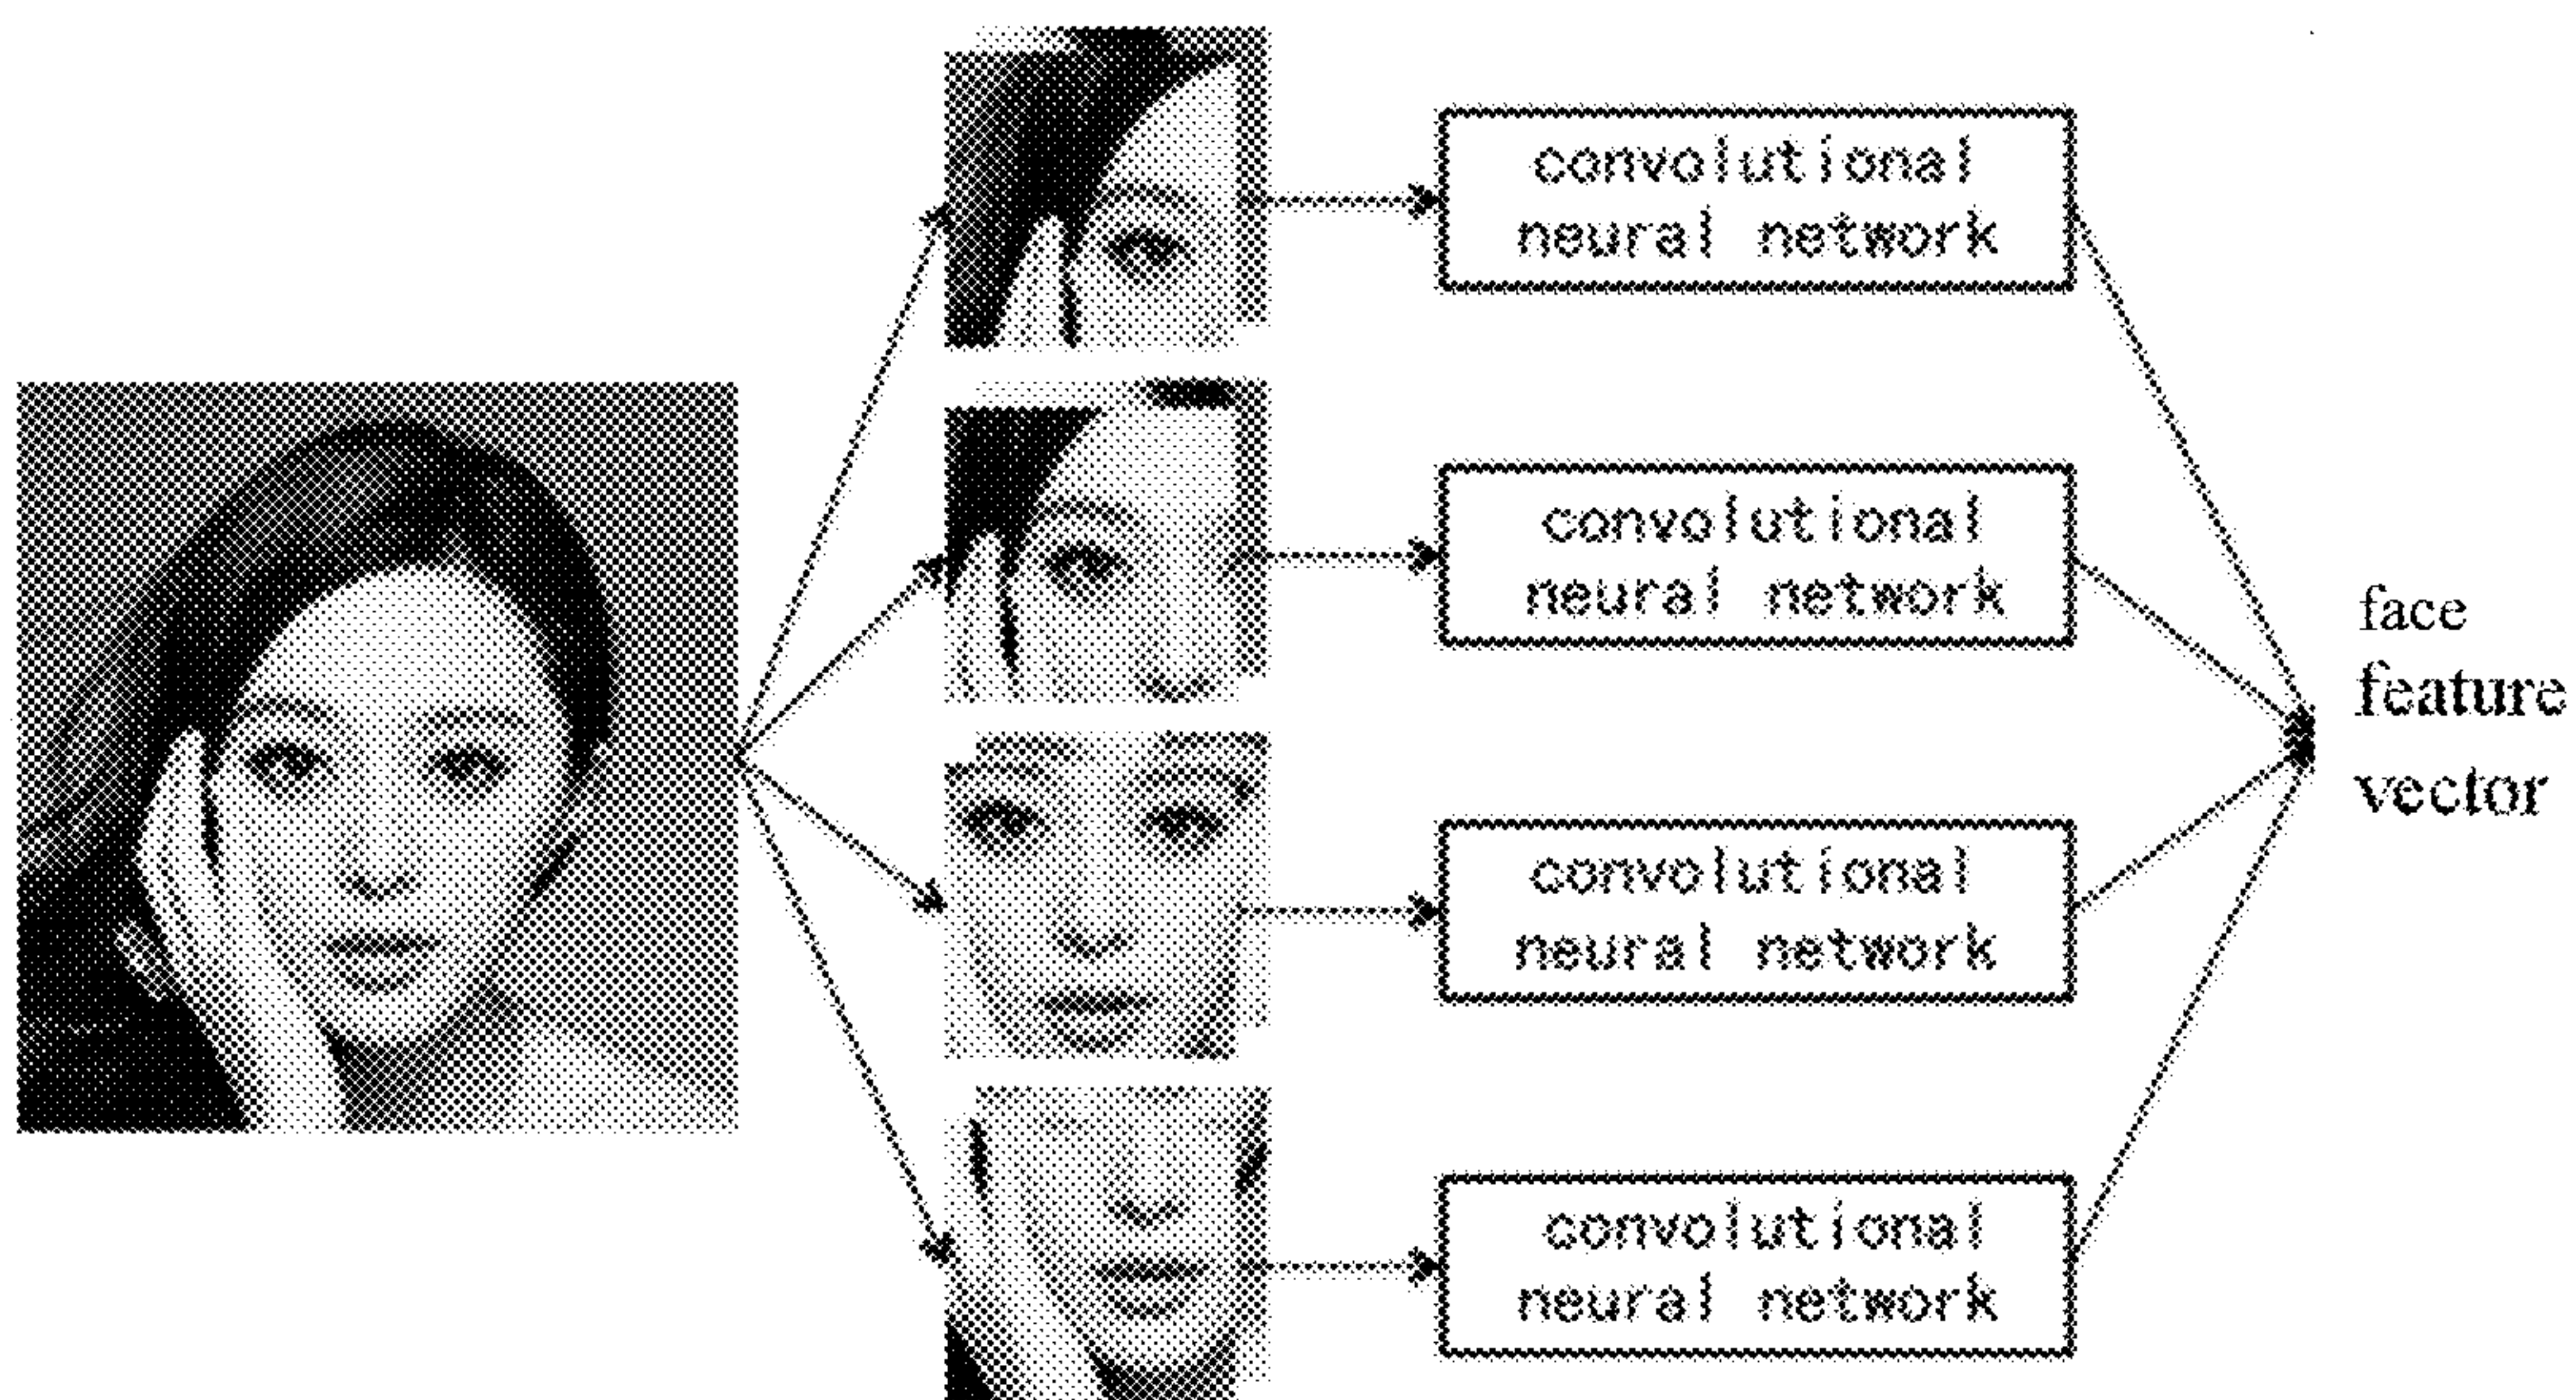 convolutional
neural network
convolutional
neural network
convolutional
neural network
convolutional
neural network
face
feature
vector